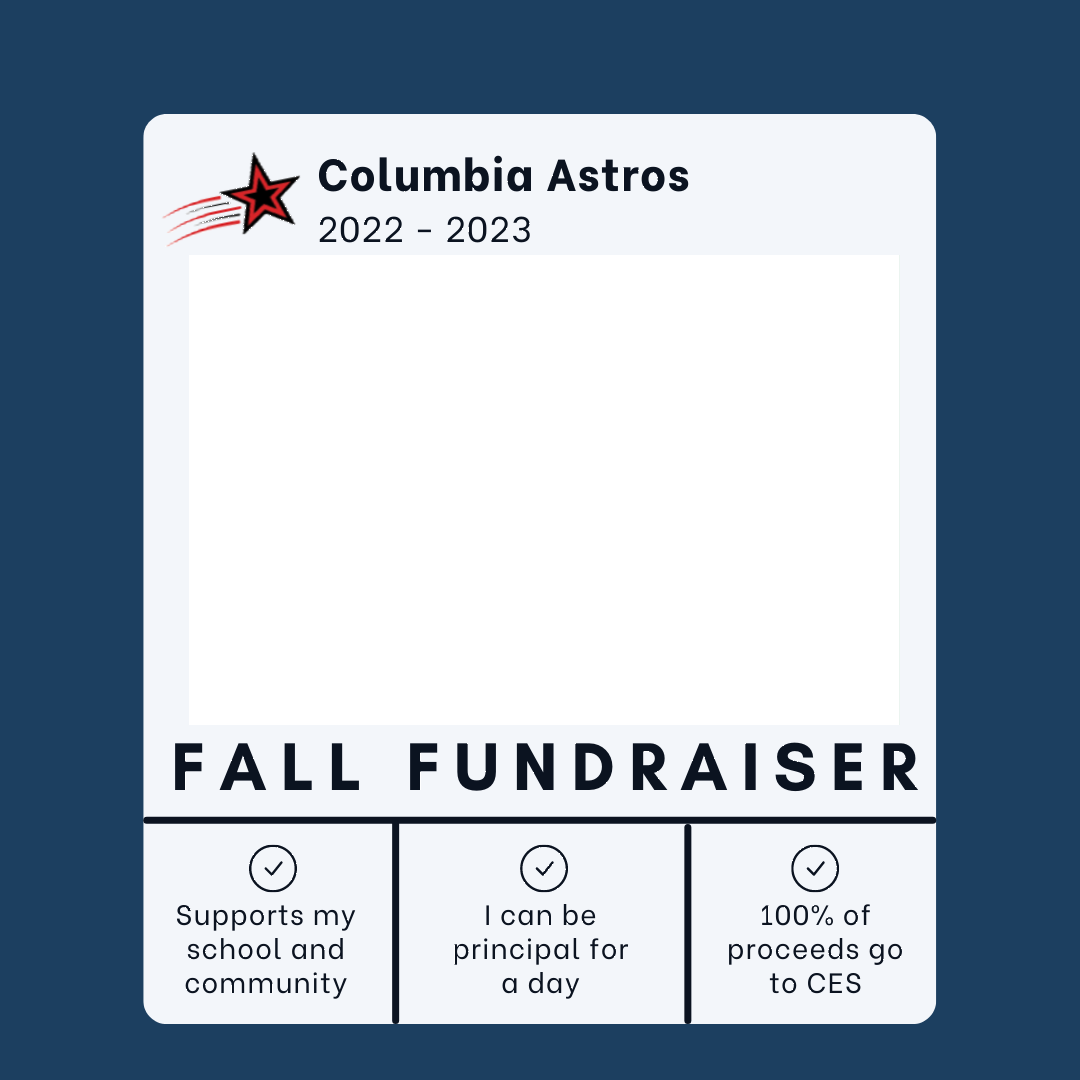 Columbia Astros
2022 - 2023
FALL FUNDRAISER
Supports my
school and
community
I can be
principal for
a day
100% of
proceeds go
to CES